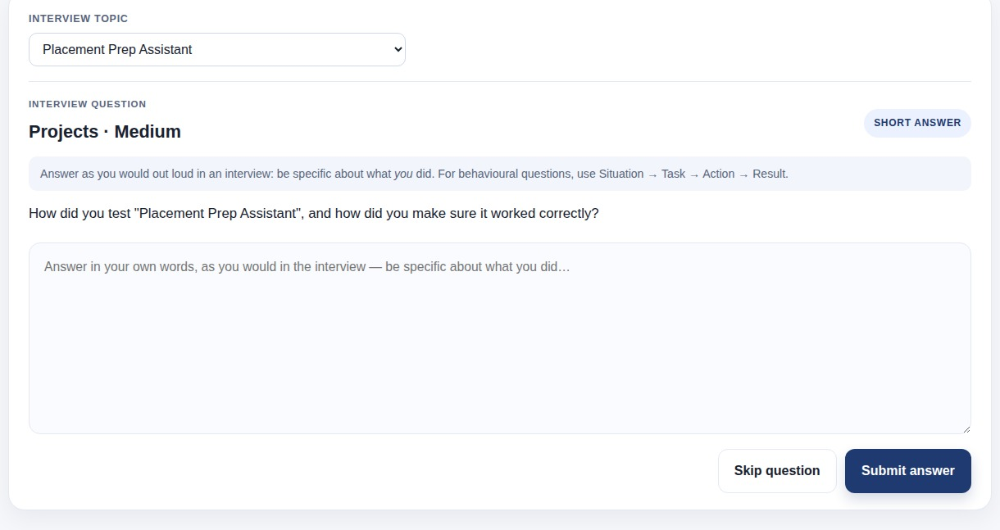 INTERVIEW TOPIC
Placement Prep Assistant
INTERVIEW QUESTION
Projects · Medium
SHORT ANSWER
Answer as you would out loud in an interview: be specific about what you did. For behavioural questions, use Situation → Task → Action → Result.
How did you test "Placement Prep Assistant", and how did you make sure it worked correctly?
Answer in your own words, as you would in the interview — be specific about what you did…
Skip question
Submit answer